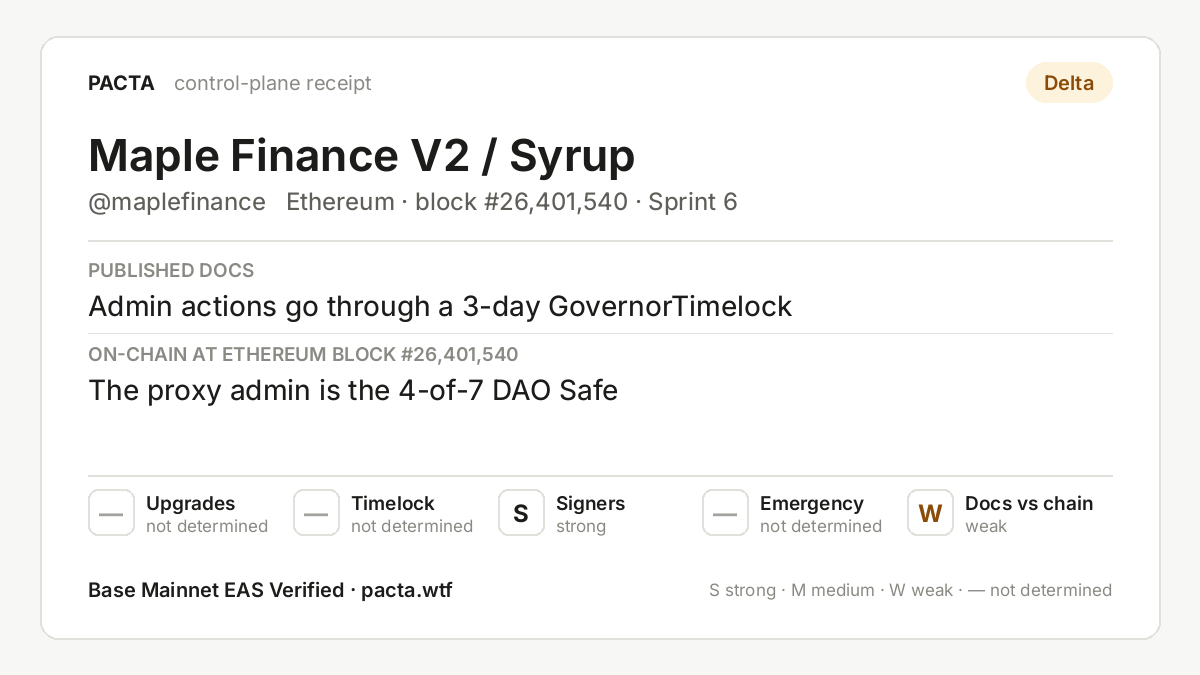 PACTA control-plane receipt Delta
Maple Finance V2 / Syrup
@maplefinance Ethereum · block #26,401,540 · Sprint 6
PUBLISHED DOCS
Admin actions go through a 3-day GovernorTimelock
ON-CHAIN AT ETHEREUM BLOCK #26,401,540
The proxy admin is the 4-of-7 DAO Safe
— Upgrades
not determined
— Timelock
not determined
S Signers
strong
— Emergency
not determined
W Docs vs chain
weak
Base Mainnet EAS Verified · pacta.wtf
S strong · M medium · W weak · — not determined